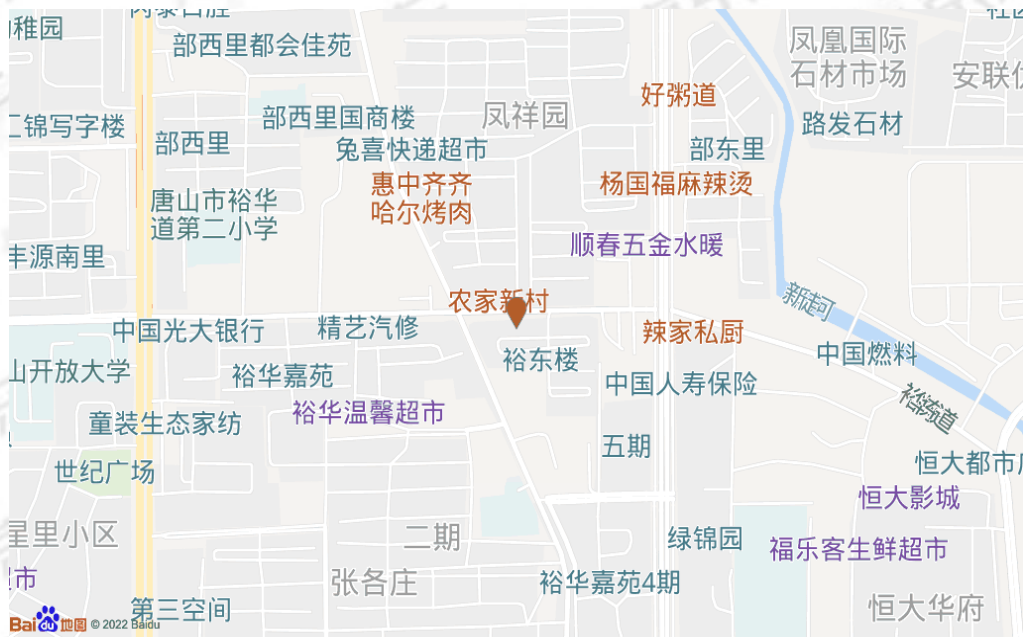 稚园
部西里都会佳苑
凤凰国际
石材市场
安联
好粥道
凤祥园
部西里国商楼
汇锦写字楼
路发石材
部西里
兔喜快递超市
部东里
惠中齐齐
哈尔烤肉
杨国福麻辣烫
唐山市裕华
道第二小学
顺春五金水暖
丰源南里
农家新村
新赵河
中国光大银行
精艺汽修
辣家私厨
裕东楼
中国燃料
山开放大学
裕华嘉苑
中国人寿保险
裕华道
裕华温馨超市
童装生态家纺
五期
世纪广场
恒大都市
恒大影城
星里小区
二期
绿锦园
福乐客生鲜超市
超市
张各庄
裕华嘉苑4期
第三空间
恒大华府
Bai du 地图 © 2022 Baidu